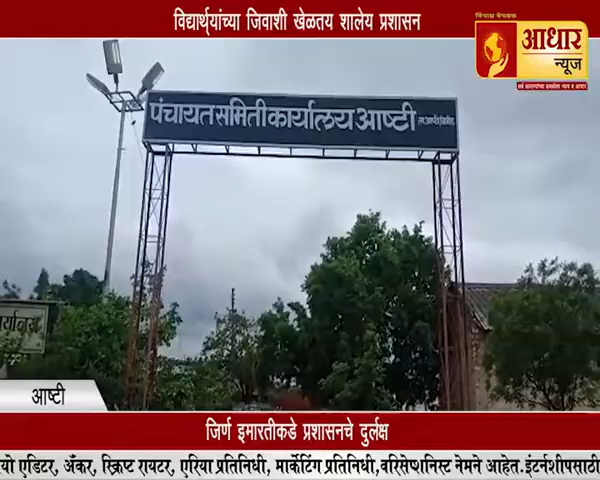 विद्यार्थ्यांच्या जिवाशी खेळतय शालेय प्रशासन
आधार
न्यूज
पंचायत समिती कार्यालय आष्टी
र्यालय
आष्टी
जिर्ण इमारतीकडे प्रशासनचे दुर्लक्ष
यो एडिटर, अँकर, स्क्रिप्ट रायटर, एरिया प्रतिनिधी, मार्केटिंग प्रतिनिधी,वरिसेप्शनिस्ट नेमने आहेत.इंटर्नशीपसाठी